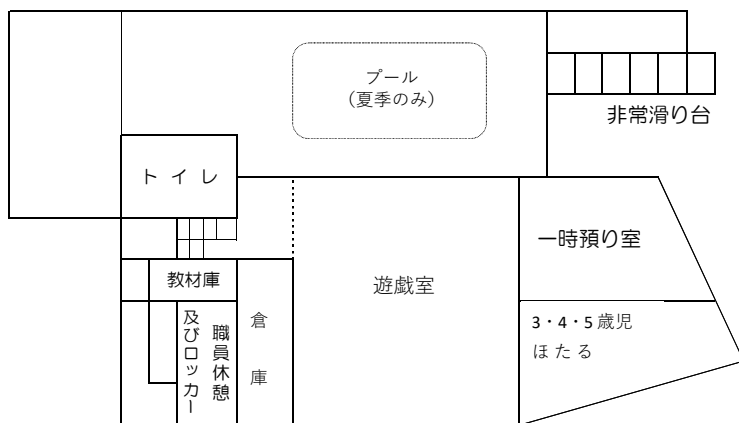 プール
(夏季のみ)
非常滑り台
トイレ
一時預り室
教材庫
遊戯室
倉庫
職員休憩
及びロッカー
3・4・5歳児
ほたる